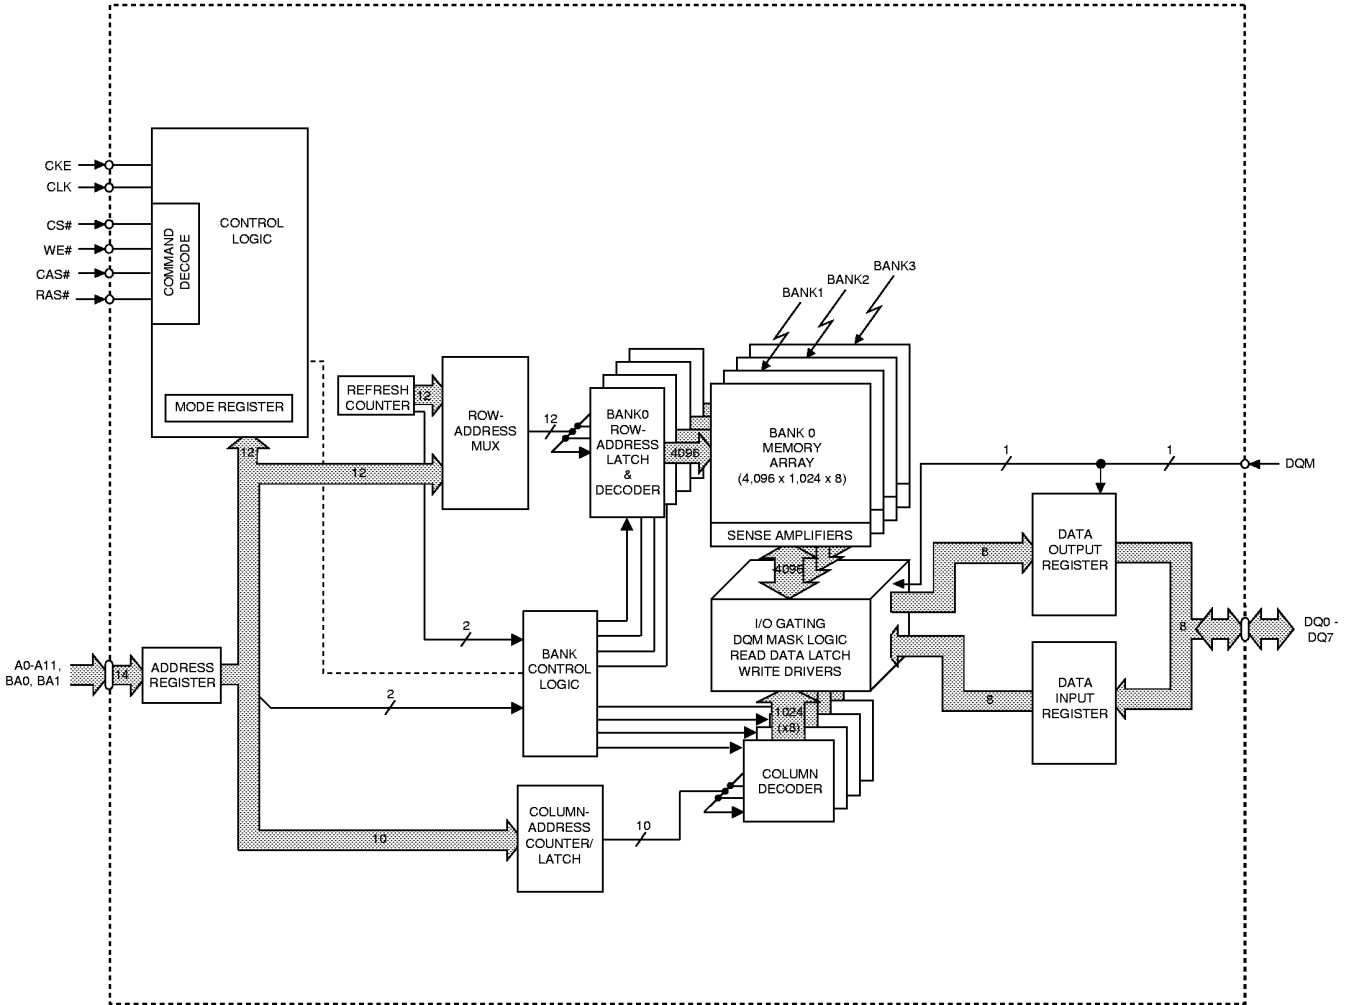 CKE
CLK
CS#
WE#
CAS#
RAS#
COMMAND
DECODE
CONTROL
LOGIC
MODE REGISTER
12
REFRESH
COUNTER
12
12
ROW-
ADDRESS
MUX
12
BANK0
ROW-
ADDRESS
LATCH
&
DECODER
4096
BANK1
BANK2
BANK3
BANK 0
MEMORY
ARRAY
(4,096 x 1,024 x 8)
SENSE AMPLIFIERS
4096
I/O GATING
DQM MASK LOGIC
READ DATA LATCH
WRITE DRIVERS
1
1
DQM
8
DATA
OUTPUT
REGISTER
8
DQ0 -
DQ7
8
DATA
INPUT
REGISTER
A0-A11,
BA0, BA1
14
ADDRESS
REGISTER
2
2
BANK
CONTROL
LOGIC
1024
(x8)
COLUMN
DECODER
10
COLUMN-
ADDRESS
COUNTER/
LATCH
10